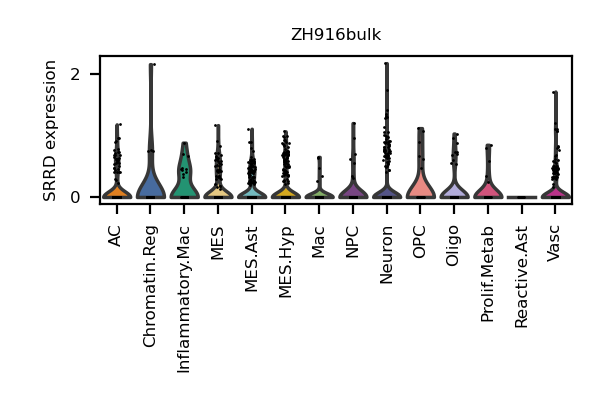 ZH916bulk
SRRD expression
2
0
AC
Chromatin.Reg
Inflammatory.Mac
MES
MES.Ast
MES.Hyp
Mac
NPC
Neuron
OPC
Oligo
Prolif.Metab
Reactive.Ast
Vasc